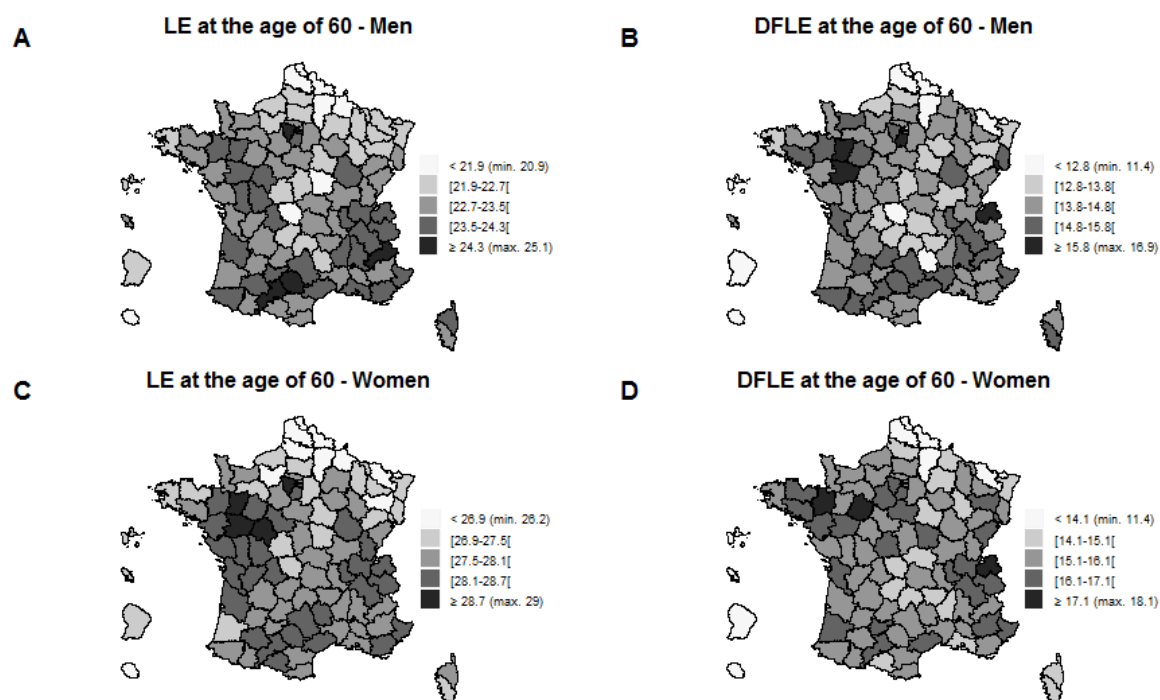 A
LE at the age of 60 - Men
< 21.9 (min. 20.9)
[21.9-22.7[
[22.7-23.5[
[23.5-24.3[
≥ 24.3 (max. 25.1)
B
DFLE at the age of 60 - Men
< 12.8 (min. 11.4)
[12.8-13.8[
[13.8-14.8[
[14.8-15.8[
≥ 15.8 (max. 16.9)
C
LE at the age of 60 - Women
< 26.9 (min. 26.2)
[26.9-27.5[
[27.5-28.1[
[28.1-28.7[
≥ 28.7 (max. 29)
D
DFLE at the age of 60 - Women
< 14.1 (min. 11.4)
[14.1-15.1[
[15.1-16.1[
[16.1-17.1[
≥ 17.1 (max. 18.1)